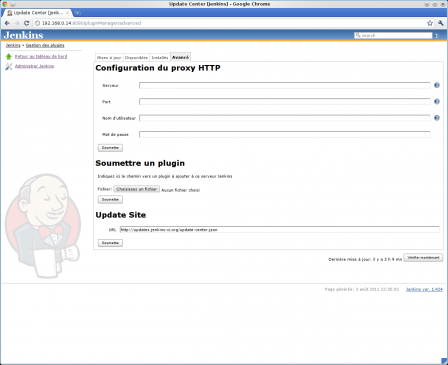 Update Center [Jenkins] - Google Chrome
Update Center [Jenk...
192.168.0.14:8080/pluginManager/advanced
Jenkins
search
Jenkins » Gestion des plugins
Retour au tableau de bord
Administrer Jenkins
Mises à jour Disponibles Installés Avancé
Configuration du proxy HTTP
Serveur
Port
Nom d'utilisateur
Mot de passe
Soumettre
Soumettre un plugin
Indiquez ici le chemin vers un plugin à ajouter à ce serveur Jenkins
Fichier: Choisissez un fichier Aucun fichier choisi
Soumettre
Update Site
URL http://updates.jenkins-ci.org/update-center.json
Soumettre
Dernière mise à jour: il y a 3 h 9 mn Vérifier maintenant
Page générée: 3 août 2011 22:35:02 Jenkins ver. 1.424